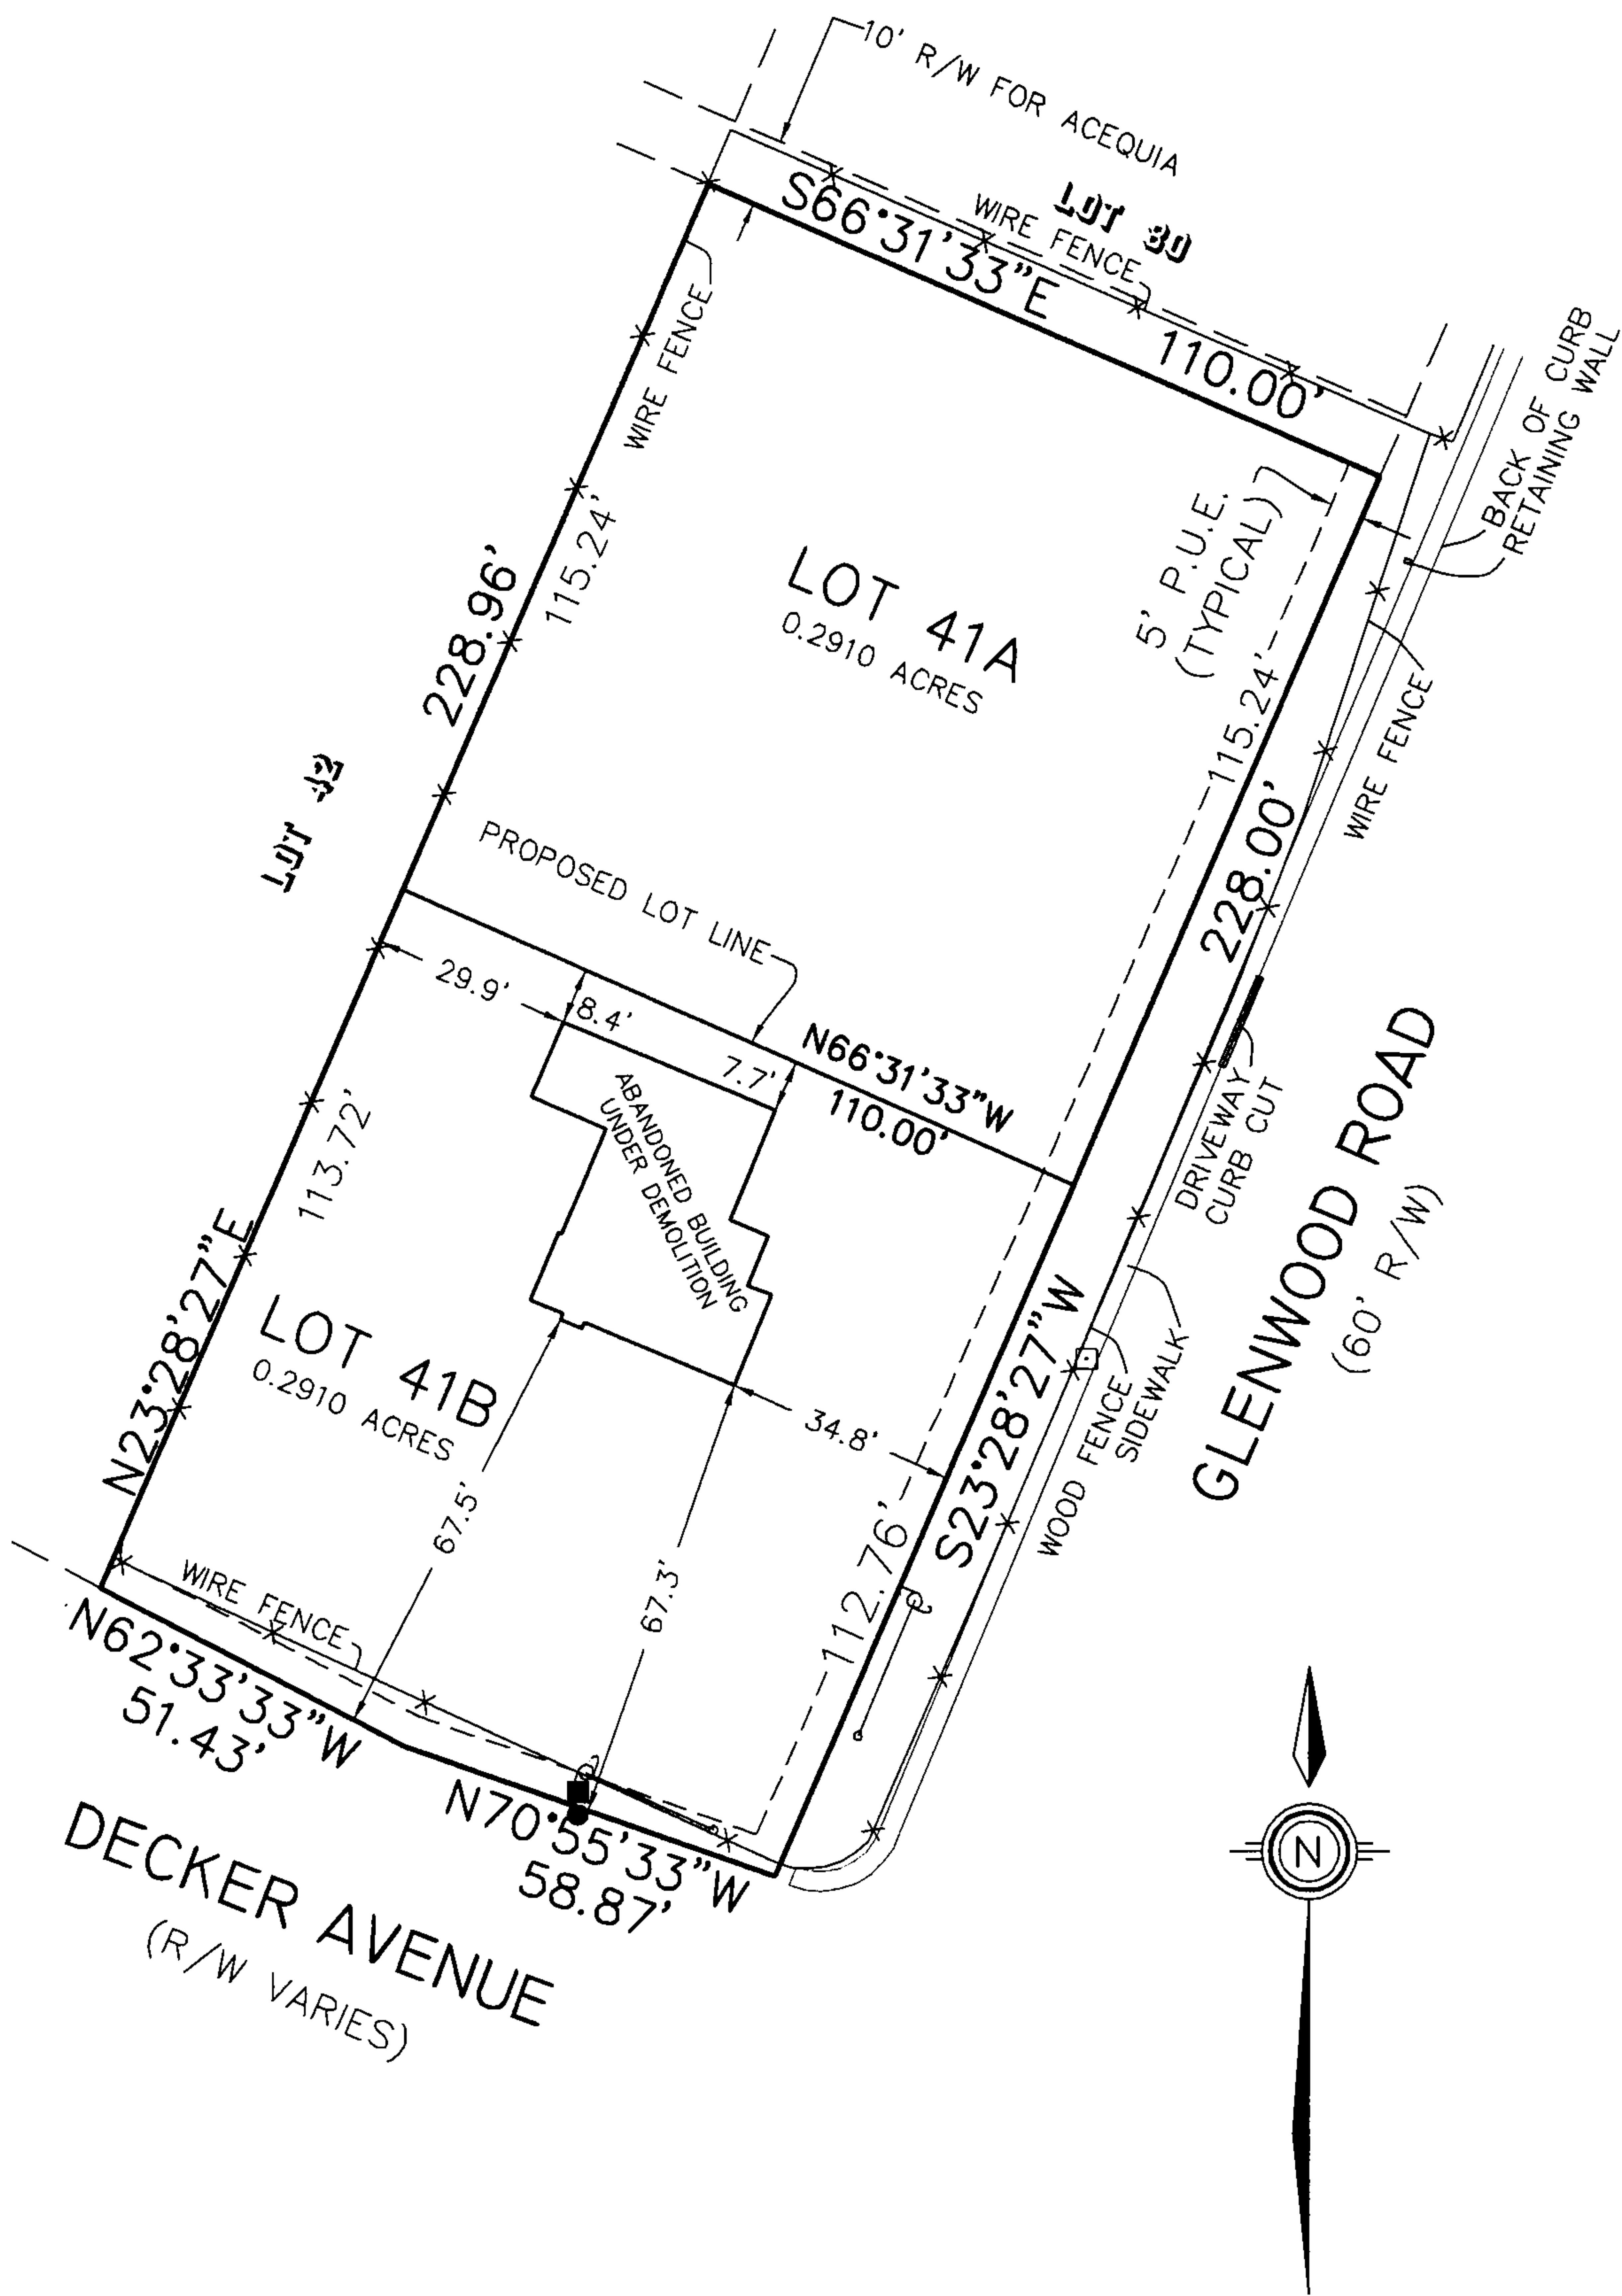 10' R/W FOR ACEQUIA
LOT 80
WIRE FENCE
S66°31'33"E
110.00'
BACK OF CURB
RETAINING WALL
WIRE FENCE
5' P.U.E.
(TYPICAL)
LOT 41A
0.2910 ACRES
228.96'
115.24'
115.24'
228.00'
WIRE FENCE
LOT 42
PROPOSED LOT LINE
29.9'
8.4'
7.7'
N66°31'33"W
110.00'
ABANDONED BUILDING
UNDER DEMOLITION
DRIVEWAY
CURB CUT
GLENWOOD ROAD
(60' R/W)
113.72'
N23°28'27"E
LOT 41B
0.2910 ACRES
S23°28'27"W
34.8'
WOOD FENCE
SIDEWALK
67.5'
67.3'
112.76'
WIRE FENCE
N62°33'33"W
51.43'
N70°55'33"W
58.87'
DECKER AVENUE
(R/W VARIES)
N